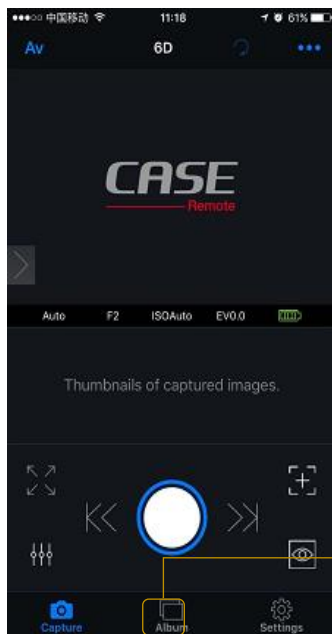 中国移动 11:18 61%
Av 6D
CASE
Remote
Auto F2 ISOAuto EV0.0
Thumbnails of captured images.
Capture Album Settings